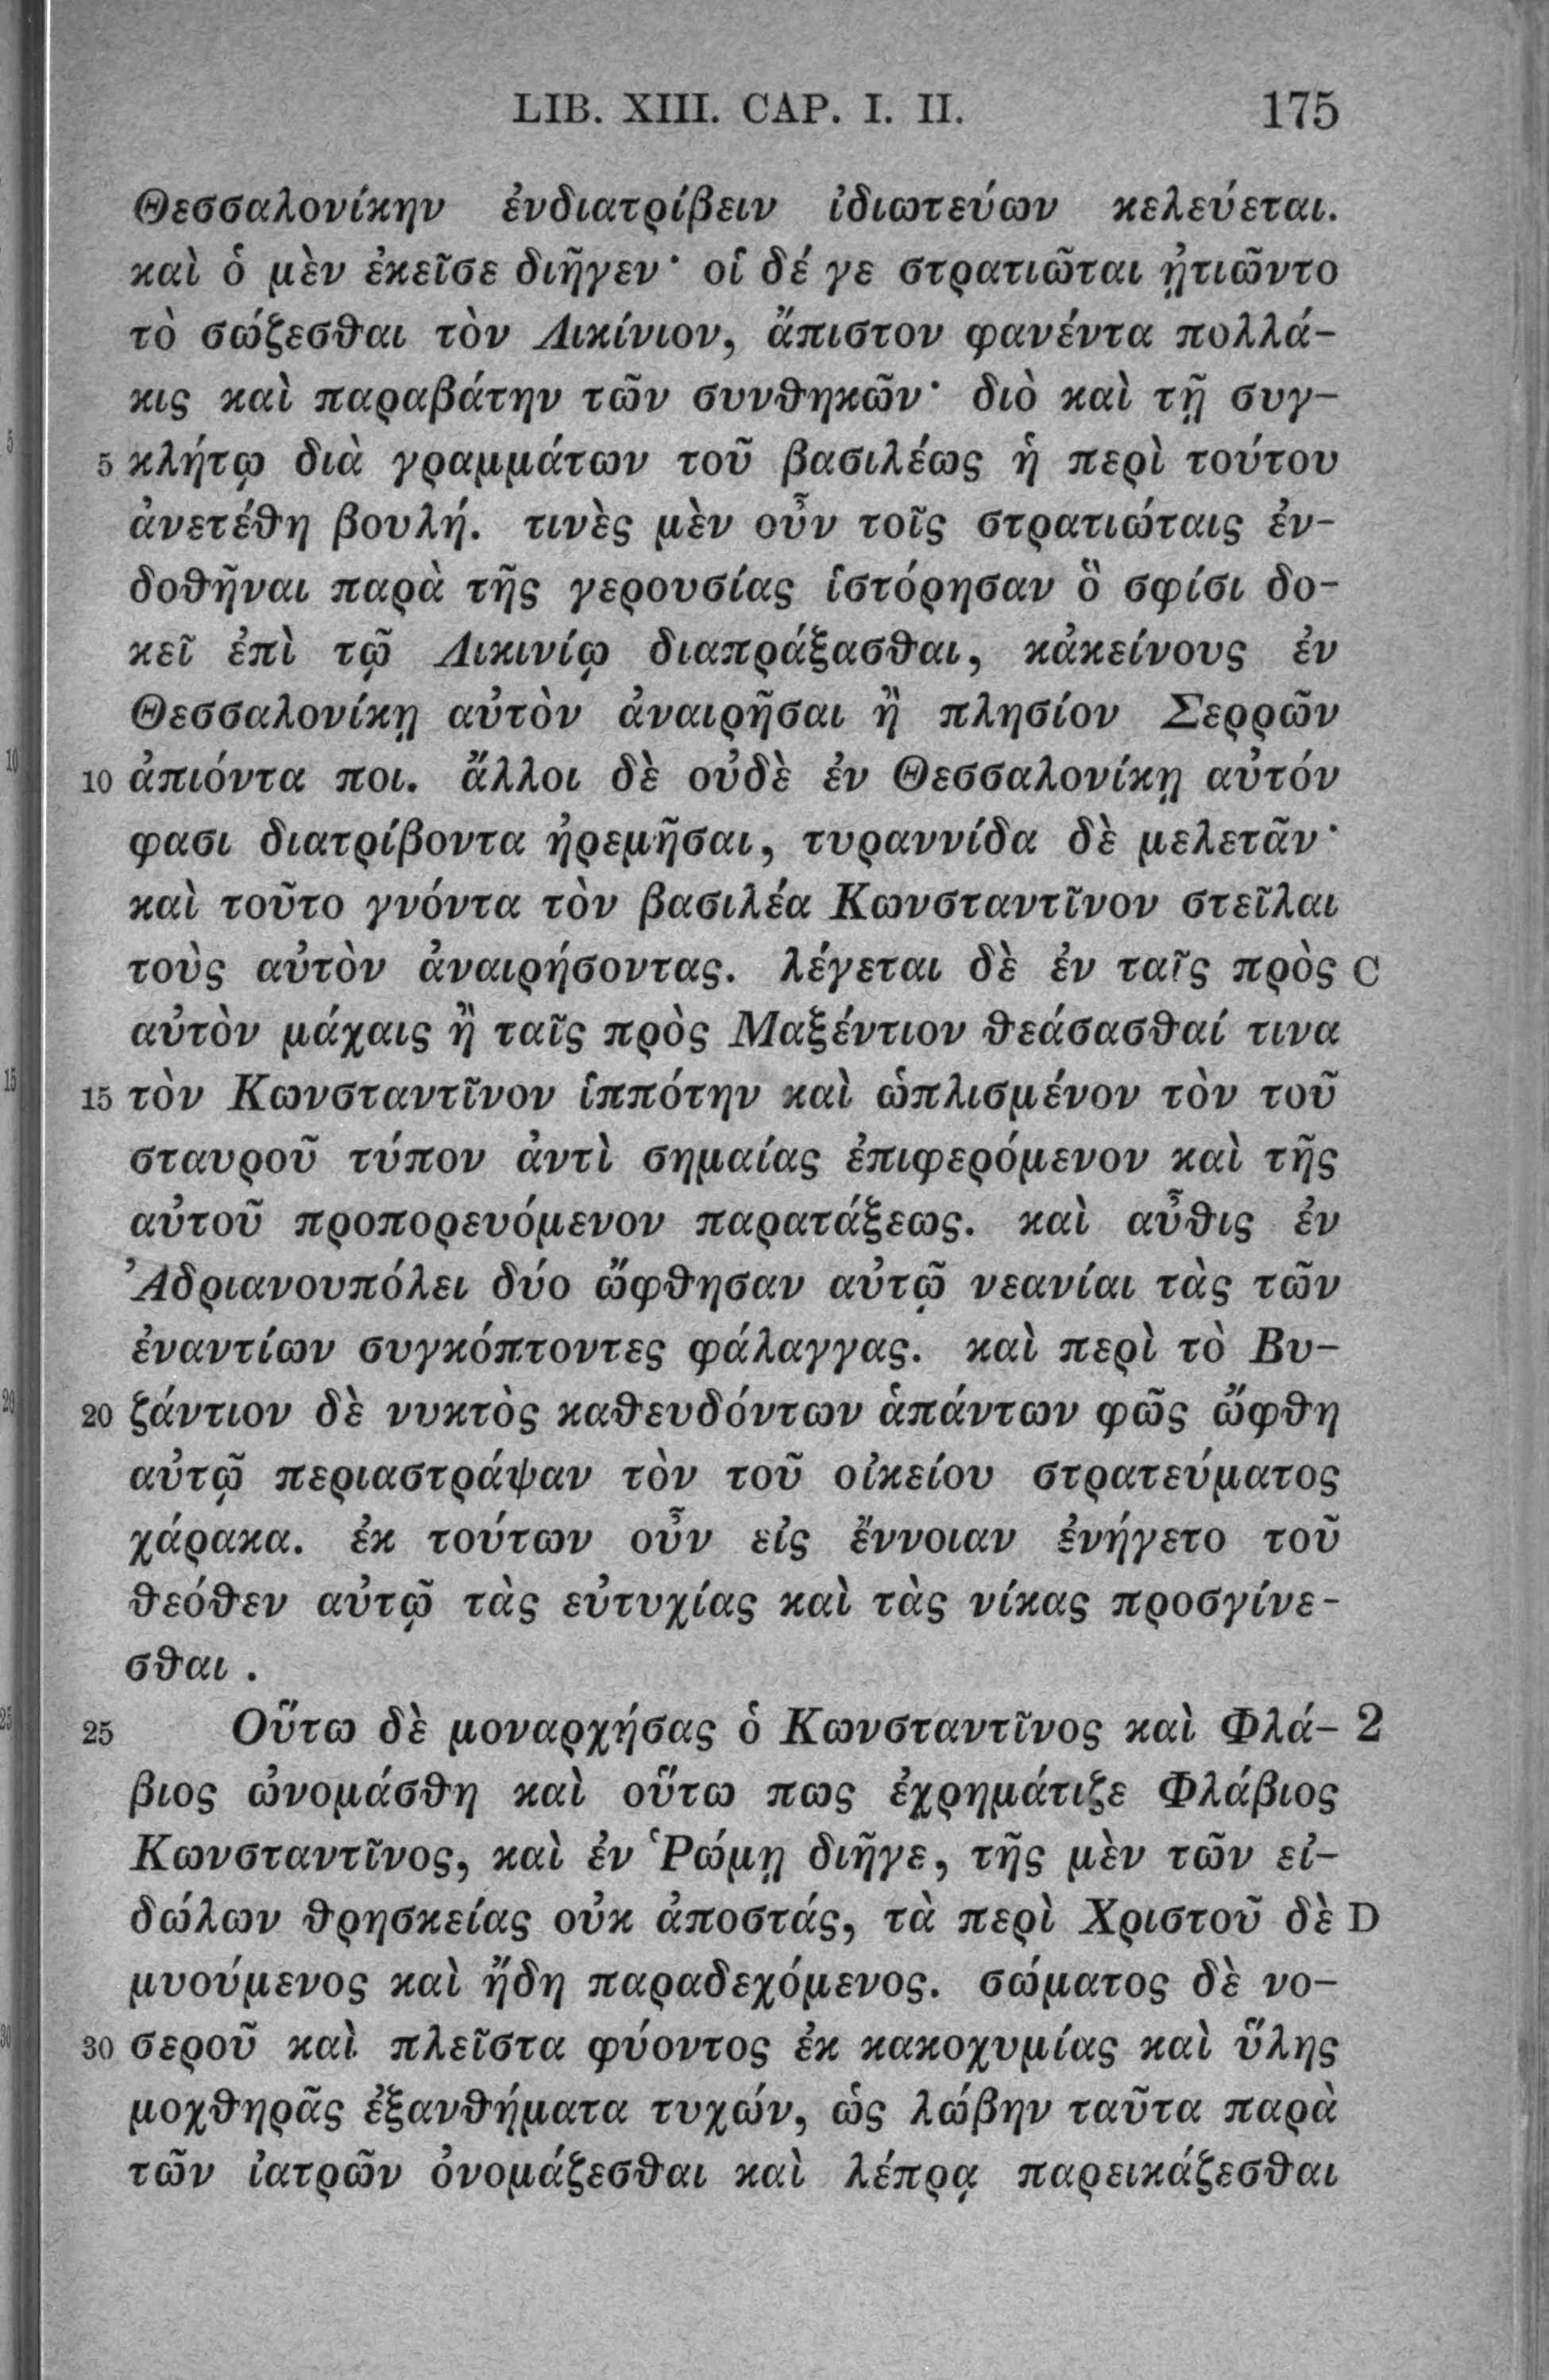 LIB. XIII. CAP. I. II. 175
Θεσσαλονίκην ἐνδιατρίβειν ἰδιωτεύων κελεύεται.
καὶ ὁ μὲν ἐκεῖσε διῆγεν· οἱ δέ γε στρατιῶται ᾐτιῶντο
τὸ σώζεσθαι τὸν Λικίνιον, ἄπιστον φανέντα πολλά-
κις καὶ παραβάτην τῶν συνθηκῶν· διὸ καὶ τῇ συγ-
5 κλήτῳ διὰ γραμμάτων τοῦ βασιλέως ἡ περὶ τούτου
ἀνετέθη βουλή. τινὲς μὲν οὖν τοῖς στρατιώταις ἐν-
δοθῆναι παρὰ τῆς γερουσίας ἱστόρησαν ὃ σφίσι δο-
κεῖ ἐπὶ τῷ Λικινίῳ διαπράξασθαι, κἀκείνους ἐν
Θεσσαλονίκῃ αὐτὸν ἀναιρῆσαι ἢ πλησίον Σερρῶν
10 ἀπιόντα ποι. ἄλλοι δὲ οὐδὲ ἐν Θεσσαλονίκῃ αὐτόν
φασι διατρίβοντα ἠρεμῆσαι, τυραννίδα δὲ μελετᾶν·
καὶ τοῦτο γνόντα τὸν βασιλέα Κωνσταντῖνον στεῖλαι
τοὺς αὐτὸν ἀναιρήσοντας. λέγεται δὲ ἐν ταῖς πρὸς C
αὐτὸν μάχαις ἢ ταῖς πρὸς Μαξέντιον θεάσασθαί τινα
15 τὸν Κωνσταντῖνον ἱππότην καὶ ὡπλισμένον τὸν τοῦ
σταυροῦ τύπον ἀντὶ σημαίας ἐπιφερόμενον καὶ τῆς
αὐτοῦ προπορευόμενον παρατάξεως. καὶ αὖθις ἐν
Ἀδριανουπόλει δύο ὤφθησαν αὐτῷ νεανίαι τὰς τῶν
ἐναντίων συγκόπτοντες φάλαγγας. καὶ περὶ τὸ Βυ-
20 ζάντιον δὲ νυκτὸς καθευδόντων ἁπάντων φῶς ὤφθη
αὐτῷ περιαστράψαν τὸν τοῦ οἰκείου στρατεύματος
χάρακα. ἐκ τούτων οὖν εἰς ἔννοιαν ἐνήγετο τοῦ
θεόθεν αὐτῷ τὰς εὐτυχίας καὶ τὰς νίκας προσγίνε-
σθαι.
25 Οὕτω δὲ μοναρχήσας ὁ Κωνσταντῖνος καὶ Φλά- 2
βιος ὠνομάσθη καὶ οὕτω πως ἐχρημάτιζε Φλάβιος
Κωνσταντῖνος, καὶ ἐν Ῥώμῃ διῆγε, τῆς μὲν τῶν εἰ-
δώλων θρησκείας οὐκ ἀποστάς, τὰ περὶ Χριστοῦ δὲ D
μυούμενος καὶ ἤδη παραδεχόμενος. σώματος δὲ νο-
30 σεροῦ καὶ πλεῖστα φύοντος ἐκ κακοχυμίας καὶ ὕλης
μοχθηρᾶς ἐξανθήματα τυχών, ὡς λώβην ταῦτα παρὰ
τῶν ἰατρῶν ὀνομάζεσθαι καὶ λέπρᾳ παρεικάζεσθαι